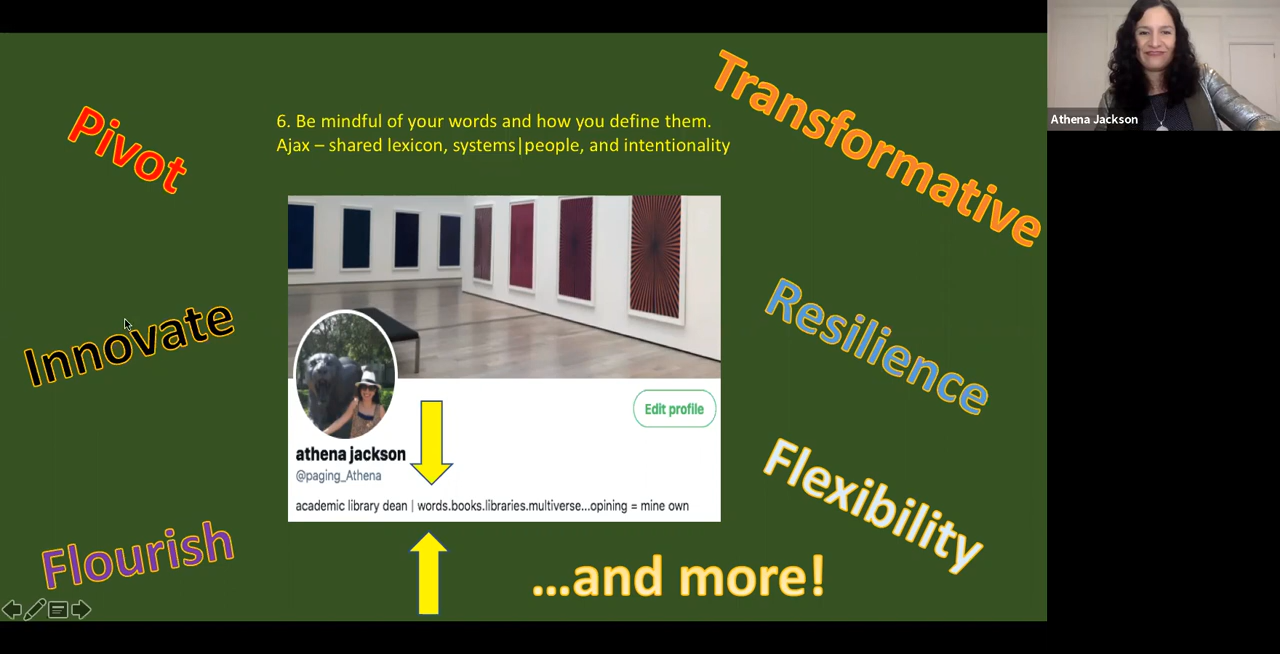 6. Be mindful of your words and how you define them.
Ajax – shared lexicon, systems|people, and intentionality
Pivot
Innovate
Flourish
Transformative
Resilience
Flexibility
...and more!
Edit profile
athena jackson
@paging_Athena
academic library dean | words.books.libraries.multiverse...opining = mine own
Athena Jackson